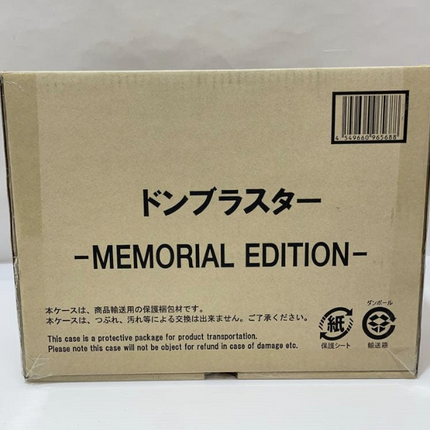 4 549660 965688
ドンブラスター
-MEMORIAL EDITION-
本ケースは、商品輸送用の保護梱包材です。
本ケースは、つぶれ、汚れ等による交換は出来ません。ご了承ください。
This case is a protective package for product transportation.
Please note this case will not be object for refund in case of damage etc.
紙
保護シート
ダンボール
輸送箱